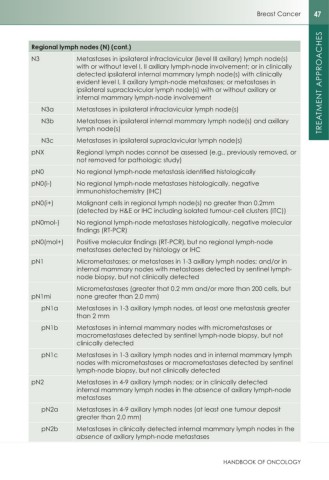 Breast Cancer 47
TREATMENT APPROACHES
Regional lymph nodes (N) (cont.)
N3 Metastases in ipsilateral infraclavicular (level III axillary) lymph node(s)
with or without level I, II axillary lymph-node involvement; or in clinically
detected ipsilateral internal mammary lymph node(s) with clinically
evident level I, II axillary lymph-node metastases; or metastases in
ipsilateral supraclavicular lymph node(s) with or without axillary or
internal mammary lymph-node involvement
N3a Metastases in ipsilateral infraclavicular lymph node(s)
N3b Metastases in ipsilateral internal mammary lymph node(s) and axillary
lymph node(s)
N3c Metastases in ipsilateral supraclavicular lymph node(s)
pNX Regional lymph nodes cannot be assessed (e.g., previously removed, or
not removed for pathologic study)
pN0 No regional lymph-node metastasis identified histologically
pN0(i-) No regional lymph-node metastases histologically, negative
immunohistochemistry (IHC)
pN0(i+) Malignant cells in regional lymph node(s) no greater than 0.2mm
(detected by H&E or IHC including isolated tumour-cell clusters (ITC))
pN0mol-) No regional lymph-node metastases histologically, negative molecular
findings (RT-PCR)
pN0(mol+) Positive molecular findings (RT-PCR), but no regional lymph-node
metastases detected by histology or IHC
pN1 Micrometastases; or metastases in 1-3 axillary lymph nodes; and/or in
internal mammary nodes with metastases detected by sentinel lymph-
node biopsy, but not clinically detected
Micrometastases (greater that 0.2 mm and/or more than 200 cells, but
pN1mi none greater than 2.0 mm)
pN1a Metastases in 1-3 axillary lymph nodes, at least one metastasis greater
than 2 mm
pN1b Metastases in internal mammary nodes with micrometastases or
macrometastases detected by sentinel lymph-node biopsy, but not
clinically detected
pN1c Metastases in 1-3 axillary lymph nodes and in internal mammary lymph
nodes with micrometastases or macrometastases detected by sentinel
lymph-node biopsy, but not clinically detected
pN2 Metastases in 4-9 axillary lymph nodes; or in clinically detected
internal mammary lymph nodes in the absence of axillary lymph-node
metastases
pN2a Metastases in 4-9 axillary lymph nodes (at least one tumour deposit
greater than 2.0 mm)
pN2b Metastases in clinically detected internal mammary lymph nodes in the
absence of axillary lymph-node metastases
HANDBOOK OF ONCOLOGY